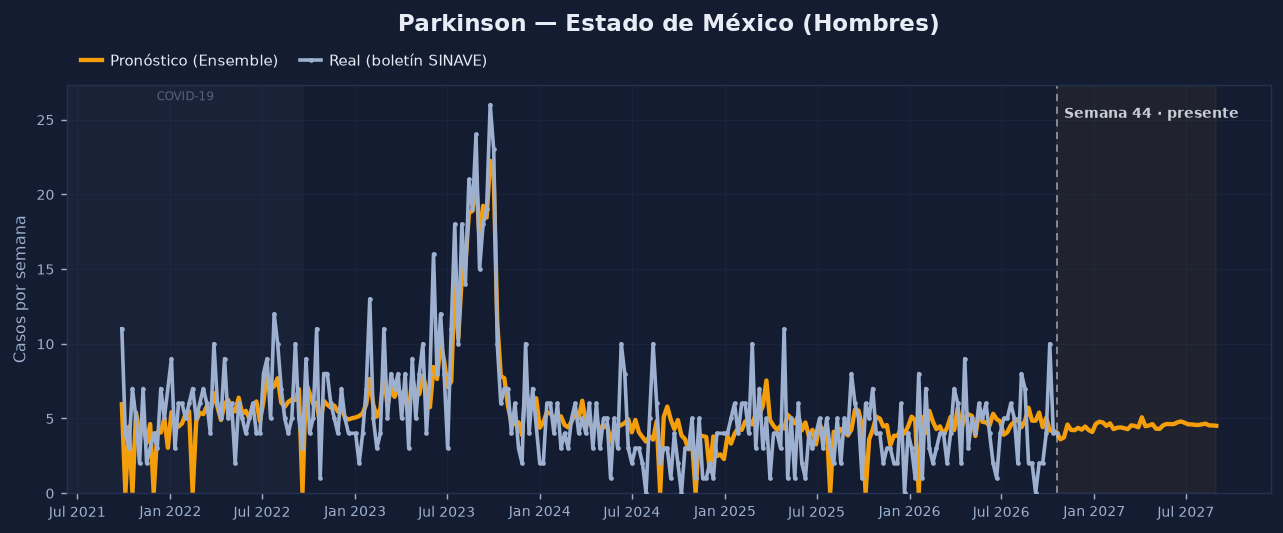 Parkinson — Estado de México (Hombres)
Pronóstico (Ensemble)
Real (boletín SINAVE)
COVID-19
Semana 44 · presente
Casos por semana
25
20
15
10
5
0
Jul 2021
Jan 2022
Jul 2022
Jan 2023
Jul 2023
Jan 2024
Jul 2024
Jan 2025
Jul 2025
Jan 2026
Jul 2026
Jan 2027
Jul 2027